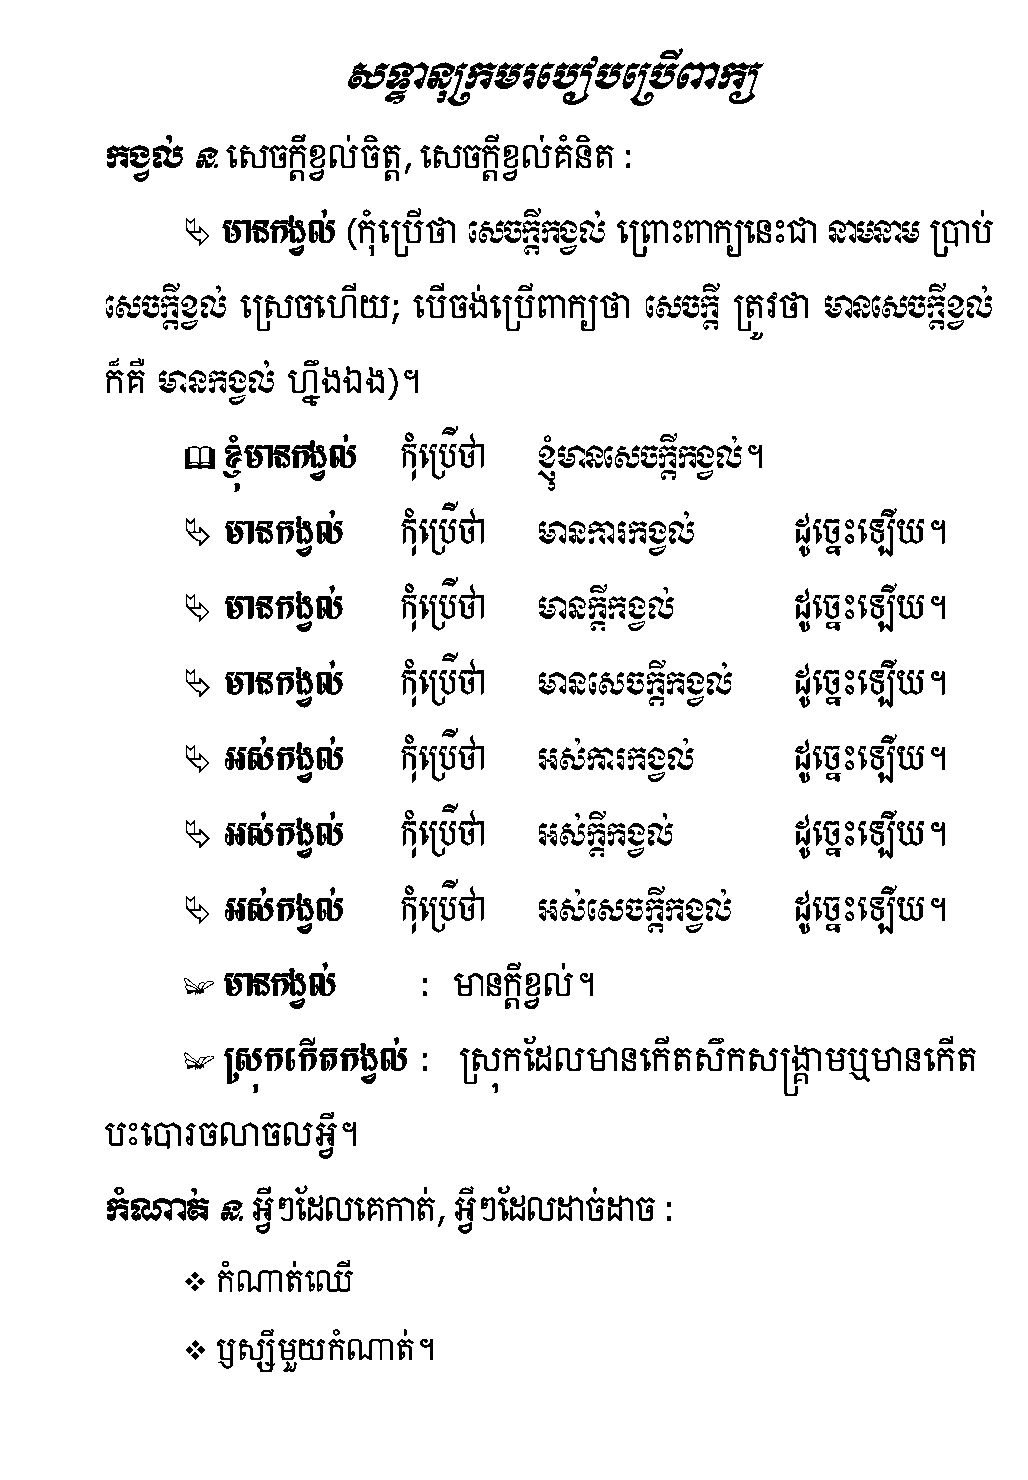 សទ្ទានុក្រមរបៀបប្រើពាក្យ
កង្វល់ ន. សេចក្ដីខ្វល់ចិត្ត, សេចក្ដីខ្វល់គំនិត :
មានកង្វល់ (កុំប្រើថា សេចក្ដីកង្វល់ ព្រោះពាក្យនេះជា នាមនាម ប្រាប់
សេចក្ដីខ្វល់ ស្រេចហើយ; បើចង់ប្រើពាក្យថា សេចក្ដី ត្រូវថា មានសេចក្ដីខ្វល់
ក៏គឺ មានកង្វល់ ហ្នឹងឯង)។
ខ្ញុំមានកង្វល់ កុំប្រើថា ខ្ញុំមានសេចក្ដីកង្វល់។
មានកង្វល់ កុំប្រើថា មានការកង្វល់ ដូច្នេះឡើយ។
មានកង្វល់ កុំប្រើថា មានក្ដីកង្វល់ ដូច្នេះឡើយ។
មានកង្វល់ កុំប្រើថា មានសេចក្ដីកង្វល់ ដូច្នេះឡើយ។
អស់កង្វល់ កុំប្រើថា អស់ការកង្វល់ ដូច្នេះឡើយ។
អស់កង្វល់ កុំប្រើថា អស់ក្ដីកង្វល់ ដូច្នេះឡើយ។
អស់កង្វល់ កុំប្រើថា អស់សេចក្ដីកង្វល់ ដូច្នេះឡើយ។
មានកង្វល់ : មានក្ដីខ្វល់។
ស្រុកកើតកង្វល់ : ស្រុកដែលមានកើតសឹកសង្គ្រាមឬមានកើត
បះបោរចលាចលអ្វី។
កំណាត់ ន. អ្វីៗដែលគេកាត់, អ្វីៗដែលដាច់ដាច :
❖ កំណាត់ឈើ
❖ ឫស្សីមួយកំណាត់។